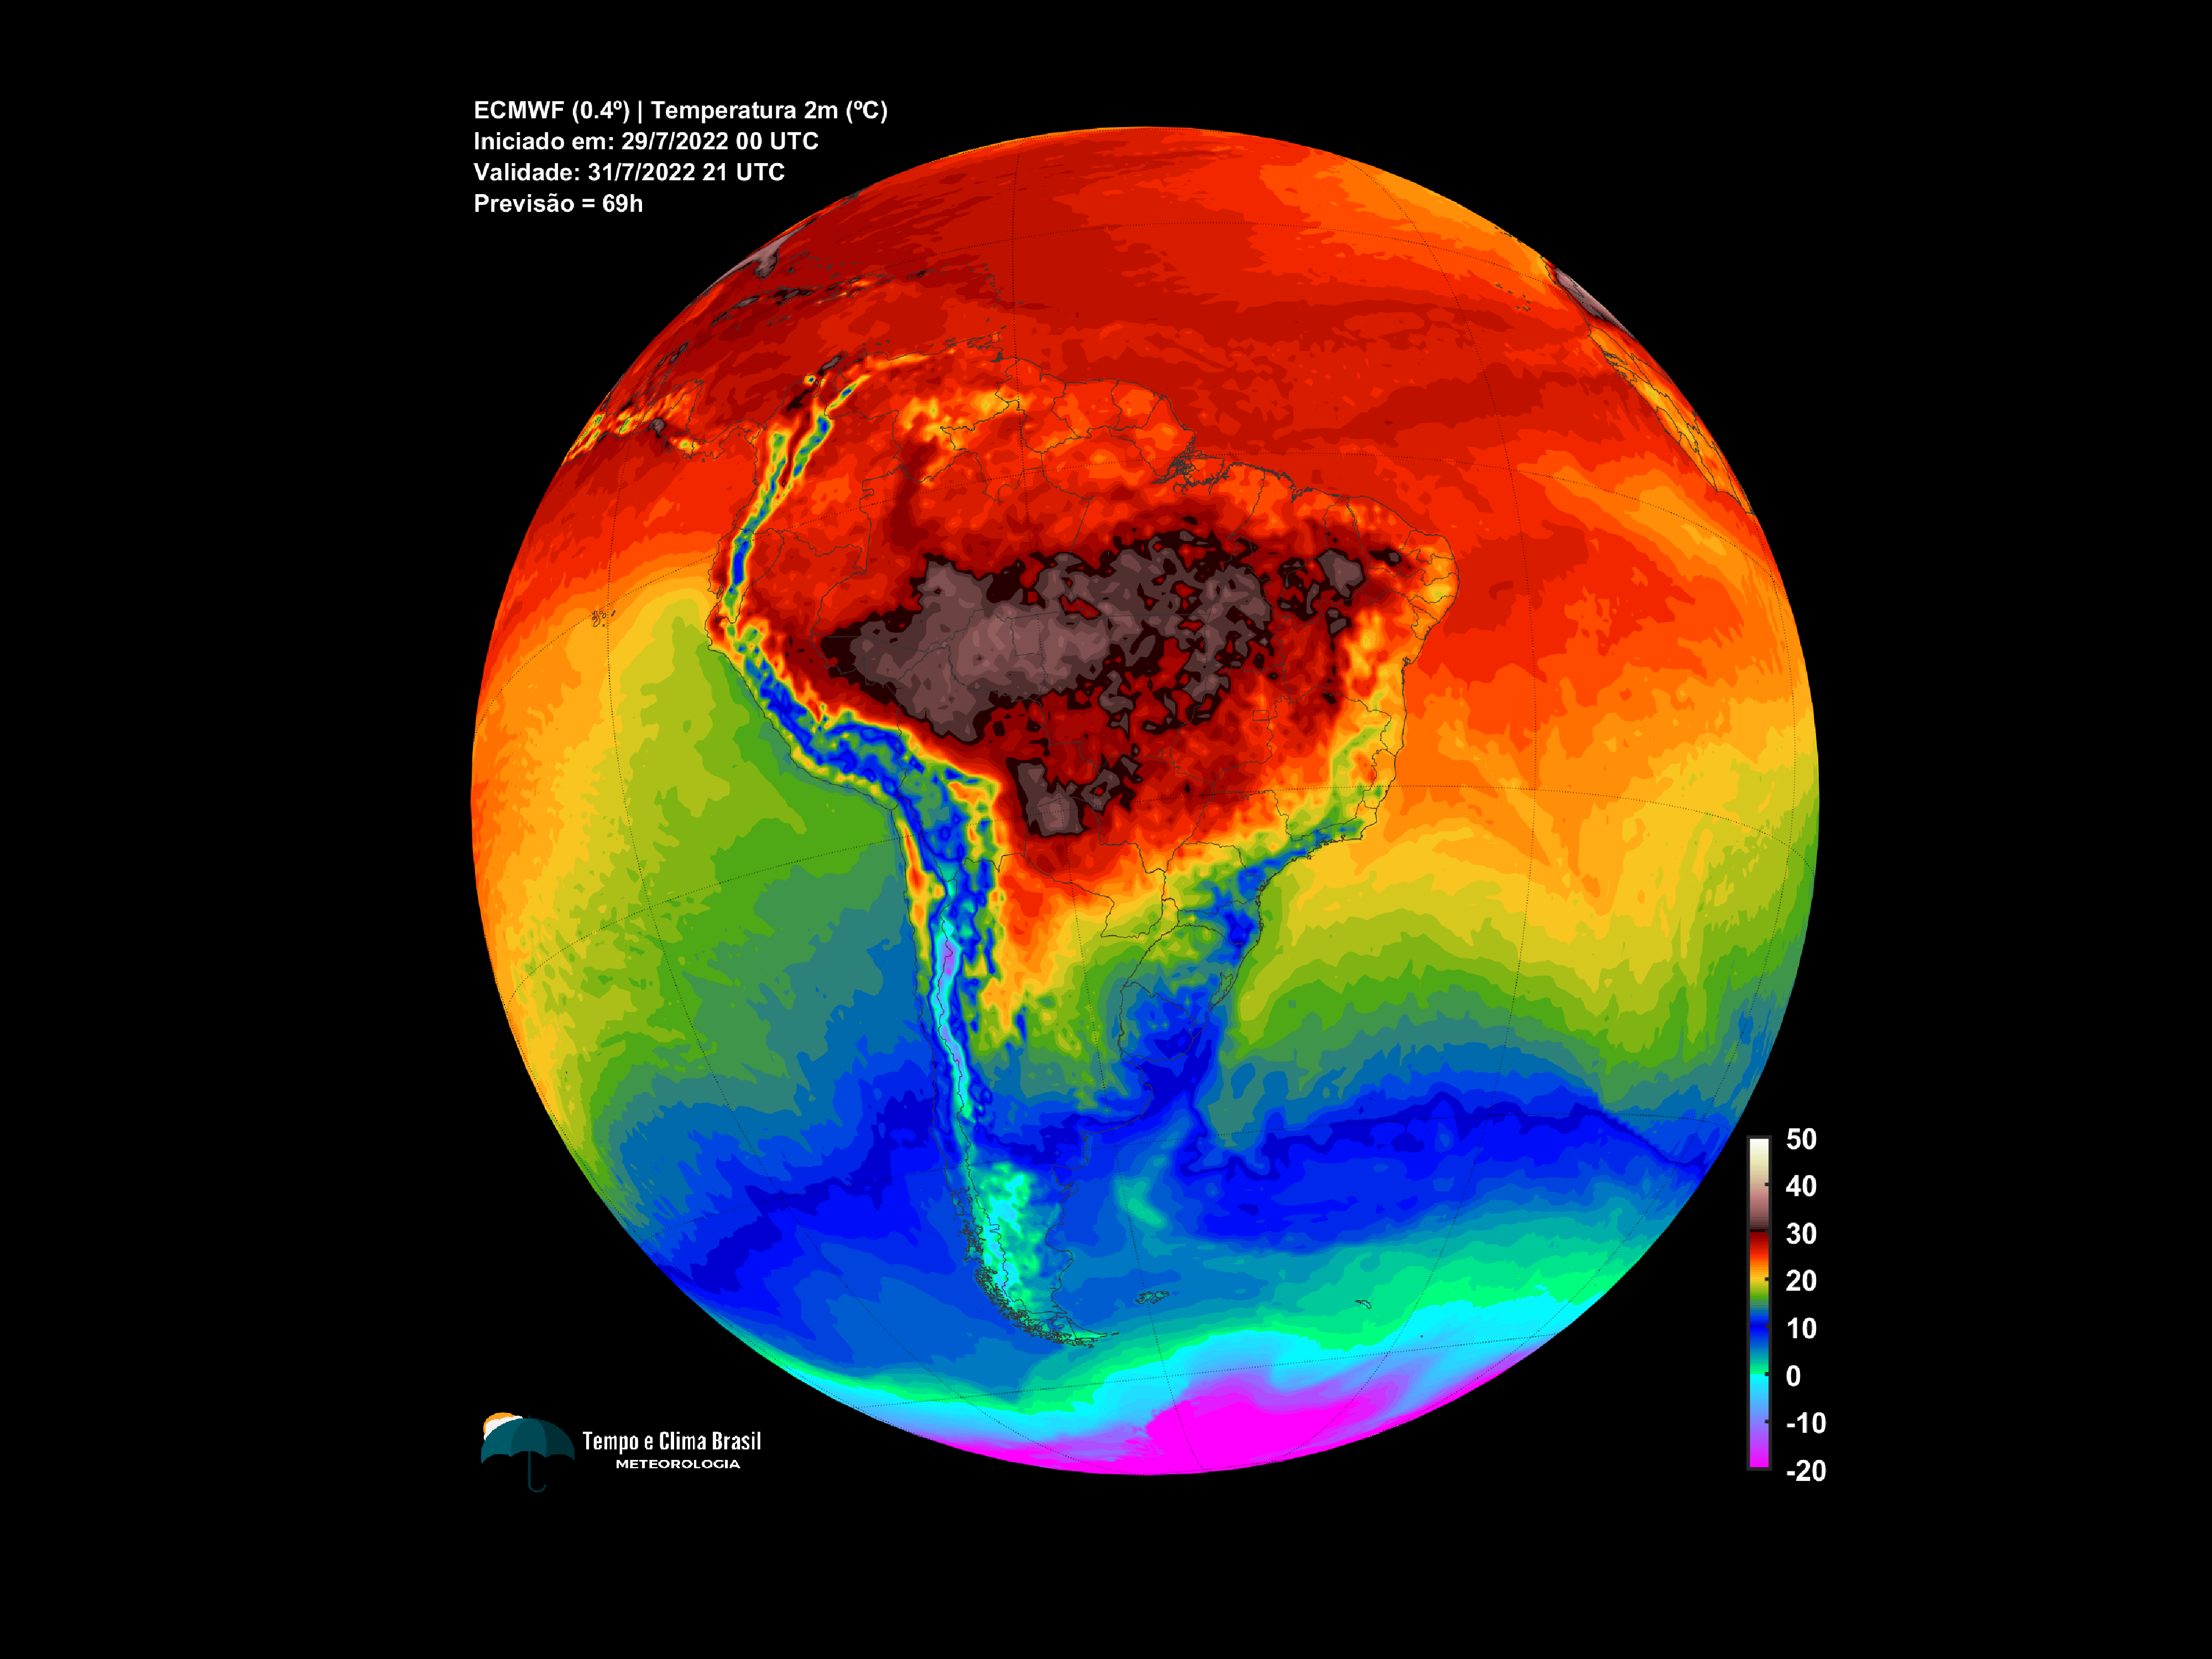 ECMWF (0.4º) | Temperatura 2m (ºC)
Iniciado em: 29/7/2022 00 UTC
Validade: 31/7/2022 21 UTC
Previsão = 69h
50
40
30
20
10
0
-10
-20
Tempo e Clima Brasil
METEOROLOGIA